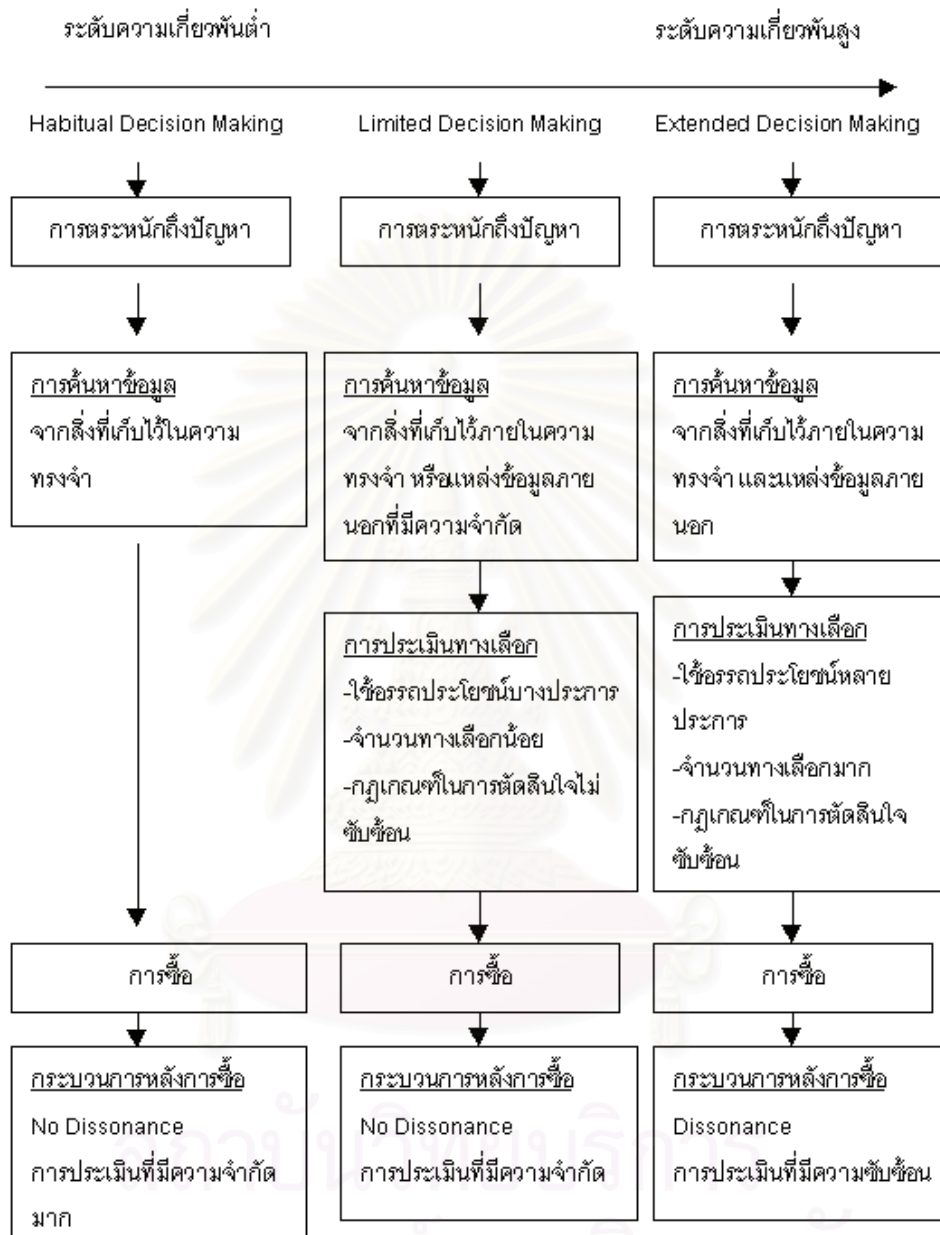 ระดับความเกี่ยวพันต่ำ
ระดับความเกี่ยวพันสูง
Habitual Decision Making
Limited Decision Making
Extended Decision Making
การตระหนักถึงปัญหา
การตระหนักถึงปัญหา
การตระหนักถึงปัญหา
การค้นหาข้อมูล
จากสิ่งที่เก็บไว้ในความ
ทรงจำ
การค้นหาข้อมูล
จากสิ่งที่เก็บไว้ภายในความ
ทรงจำ หรือแหล่งข้อมูลภาย
นอกที่มีความจำกัด
การค้นหาข้อมูล
จากสิ่งที่เก็บไว้ภายในความ
ทรงจำ และแหล่งข้อมูลภาย
นอก
การประเมินทางเลือก
-ใช้อรรถประโยชน์บางประการ
-จำนวนทางเลือกน้อย
-กฎเกณฑ์ในการตัดสินใจไม่
ซับซ้อน
การประเมินทางเลือก
-ใช้อรรถประโยชน์หลาย
ประการ
-จำนวนทางเลือกมาก
-กฎเกณฑ์ในการตัดสินใจ
ซับซ้อน
การซื้อ
การซื้อ
การซื้อ
กระบวนการหลังการซื้อ
No Dissonance
การประเมินที่มีความจำกัด
มาก
กระบวนการหลังการซื้อ
No Dissonance
การประเมินที่มีความจำกัด
กระบวนการหลังการซื้อ
Dissonance
การประเมินที่มีความซับซ้อน
สถาบันวิทยบริการ